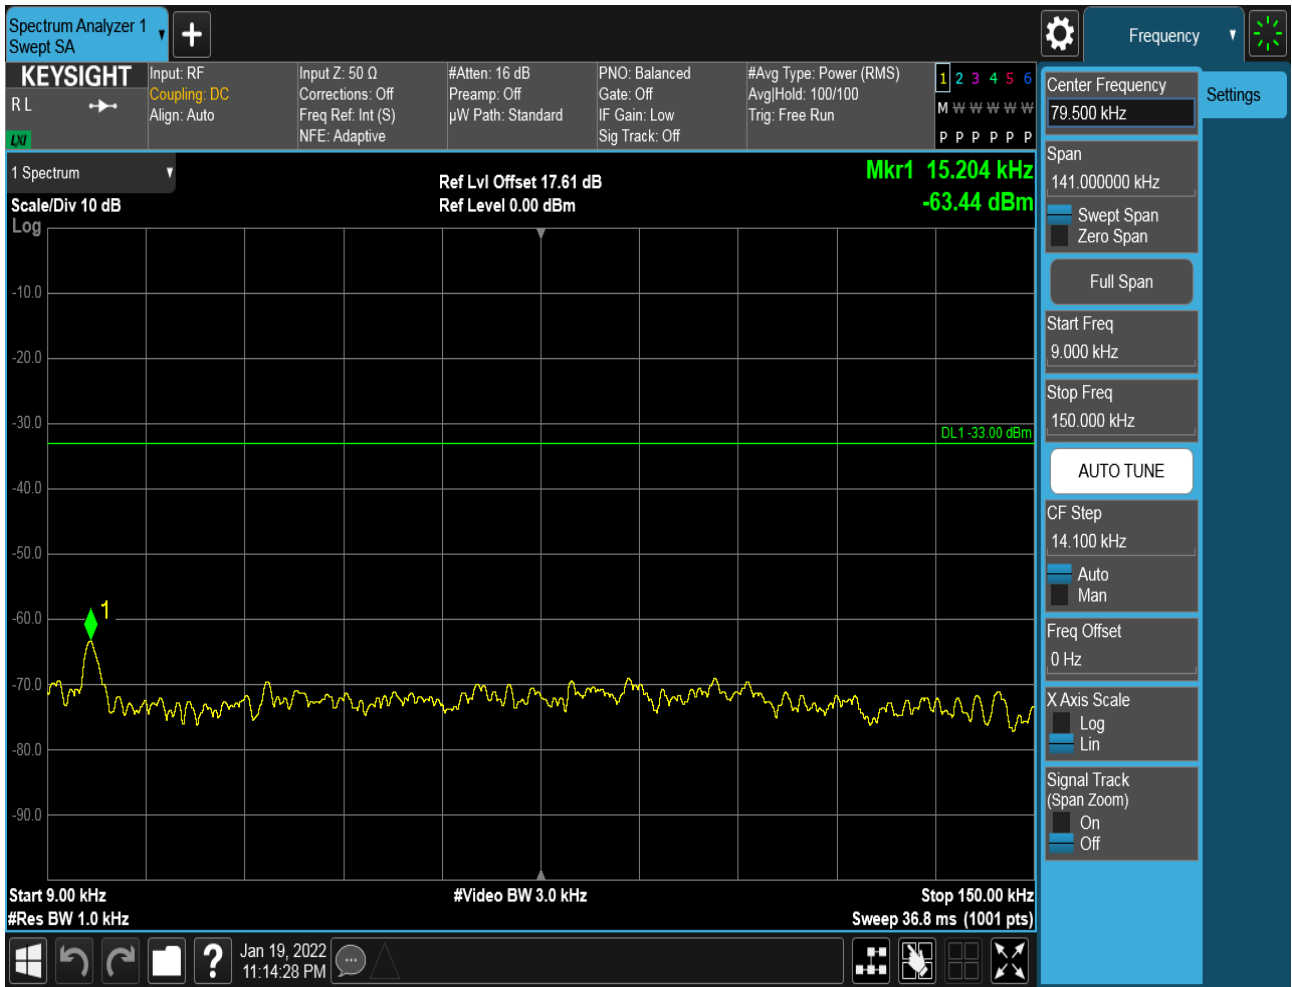 Spectrum Analyzer 1
Swept SA
Frequency
KEYSIGHT
R L
LXI
Input: RF
Coupling: DC
Align: Auto
Input Z: 50 Ω
Corrections: Off
Freq Ref: Int (S)
NFE: Adaptive
#Atten: 16 dB
Preamp: Off
µW Path: Standard
PNO: Balanced
Gate: Off
IF Gain: Low
Sig Track: Off
#Avg Type: Power (RMS)
Avg|Hold: 100/100
Trig: Free Run
1 2 3 4 5 6
M W W W W W
P P P P P P
1 Spectrum
Scale/Div 10 dB
Log
Ref Lvl Offset 17.61 dB
Ref Level 0.00 dBm
Mkr1 15.204 kHz
-63.44 dBm
-10.0
-20.0
-30.0
DL1 -33.00 dBm
-40.0
-50.0
1
-60.0
-70.0
-80.0
-90.0
Start 9.00 kHz
#Res BW 1.0 kHz
#Video BW 3.0 kHz
Stop 150.00 kHz
Sweep 36.8 ms (1001 pts)
Jan 19, 2022
11:14:28 PM
Center Frequency
79.500 kHz
Settings
Span
141.000000 kHz
Swept Span
Zero Span
Full Span
Start Freq
9.000 kHz
Stop Freq
150.000 kHz
AUTO TUNE
CF Step
14.100 kHz
Auto
Man
Freq Offset
0 Hz
X Axis Scale
Log
Lin
Signal Track
(Span Zoom)
On
Off